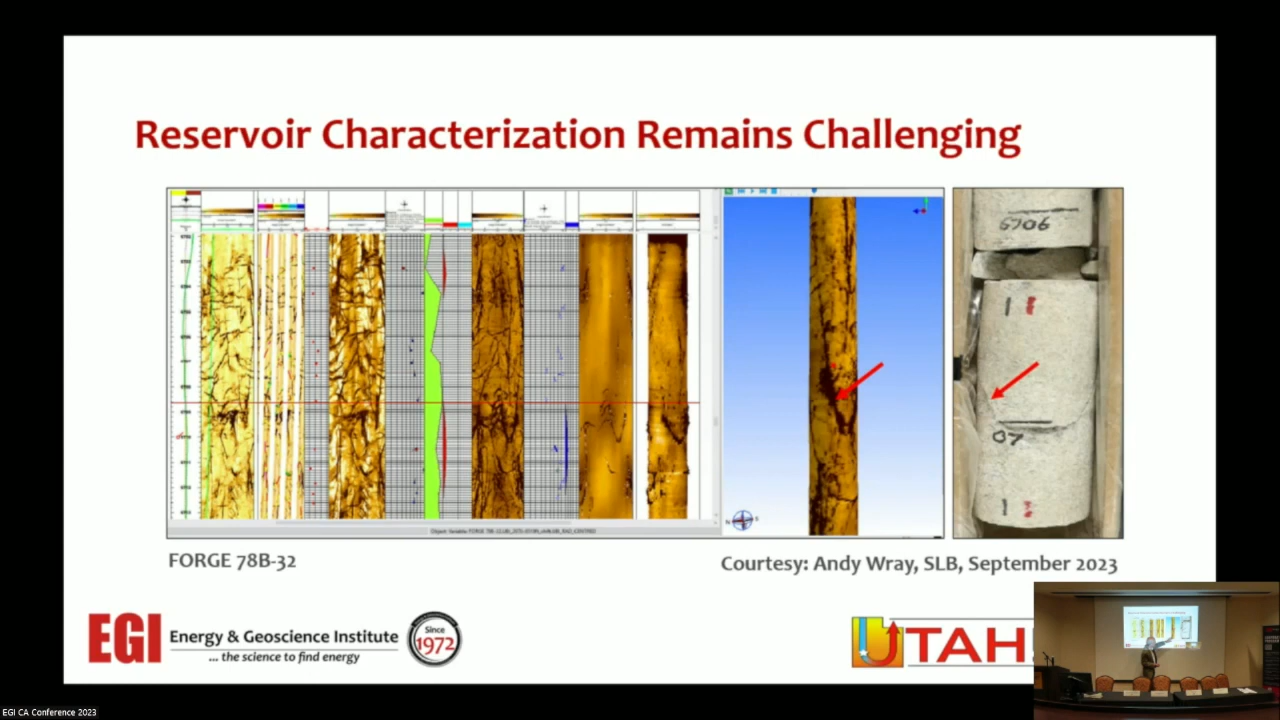 Reservoir Characterization Remains Challenging
6706
07
FORGE 78B-32
Courtesy: Andy Wray, SLB, September 2023
EGI
Energy & Geoscience Institute
... the science to find energy
Since
1972
UTAH
EGI CA Conference 2023